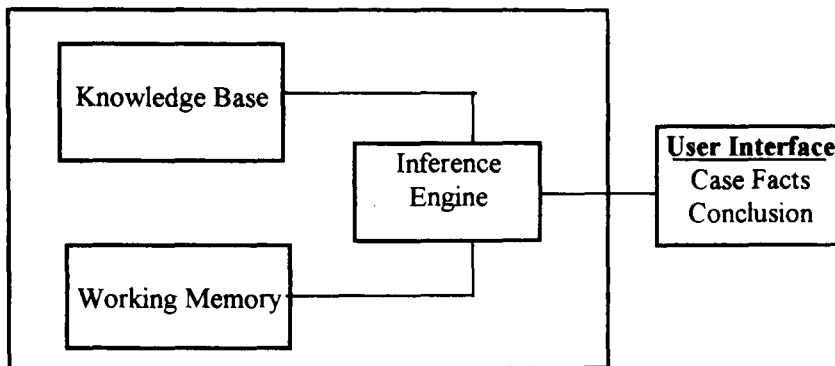 Knowledge Base
Inference
Engine
User Interface
Case Facts
Conclusion
Working Memory